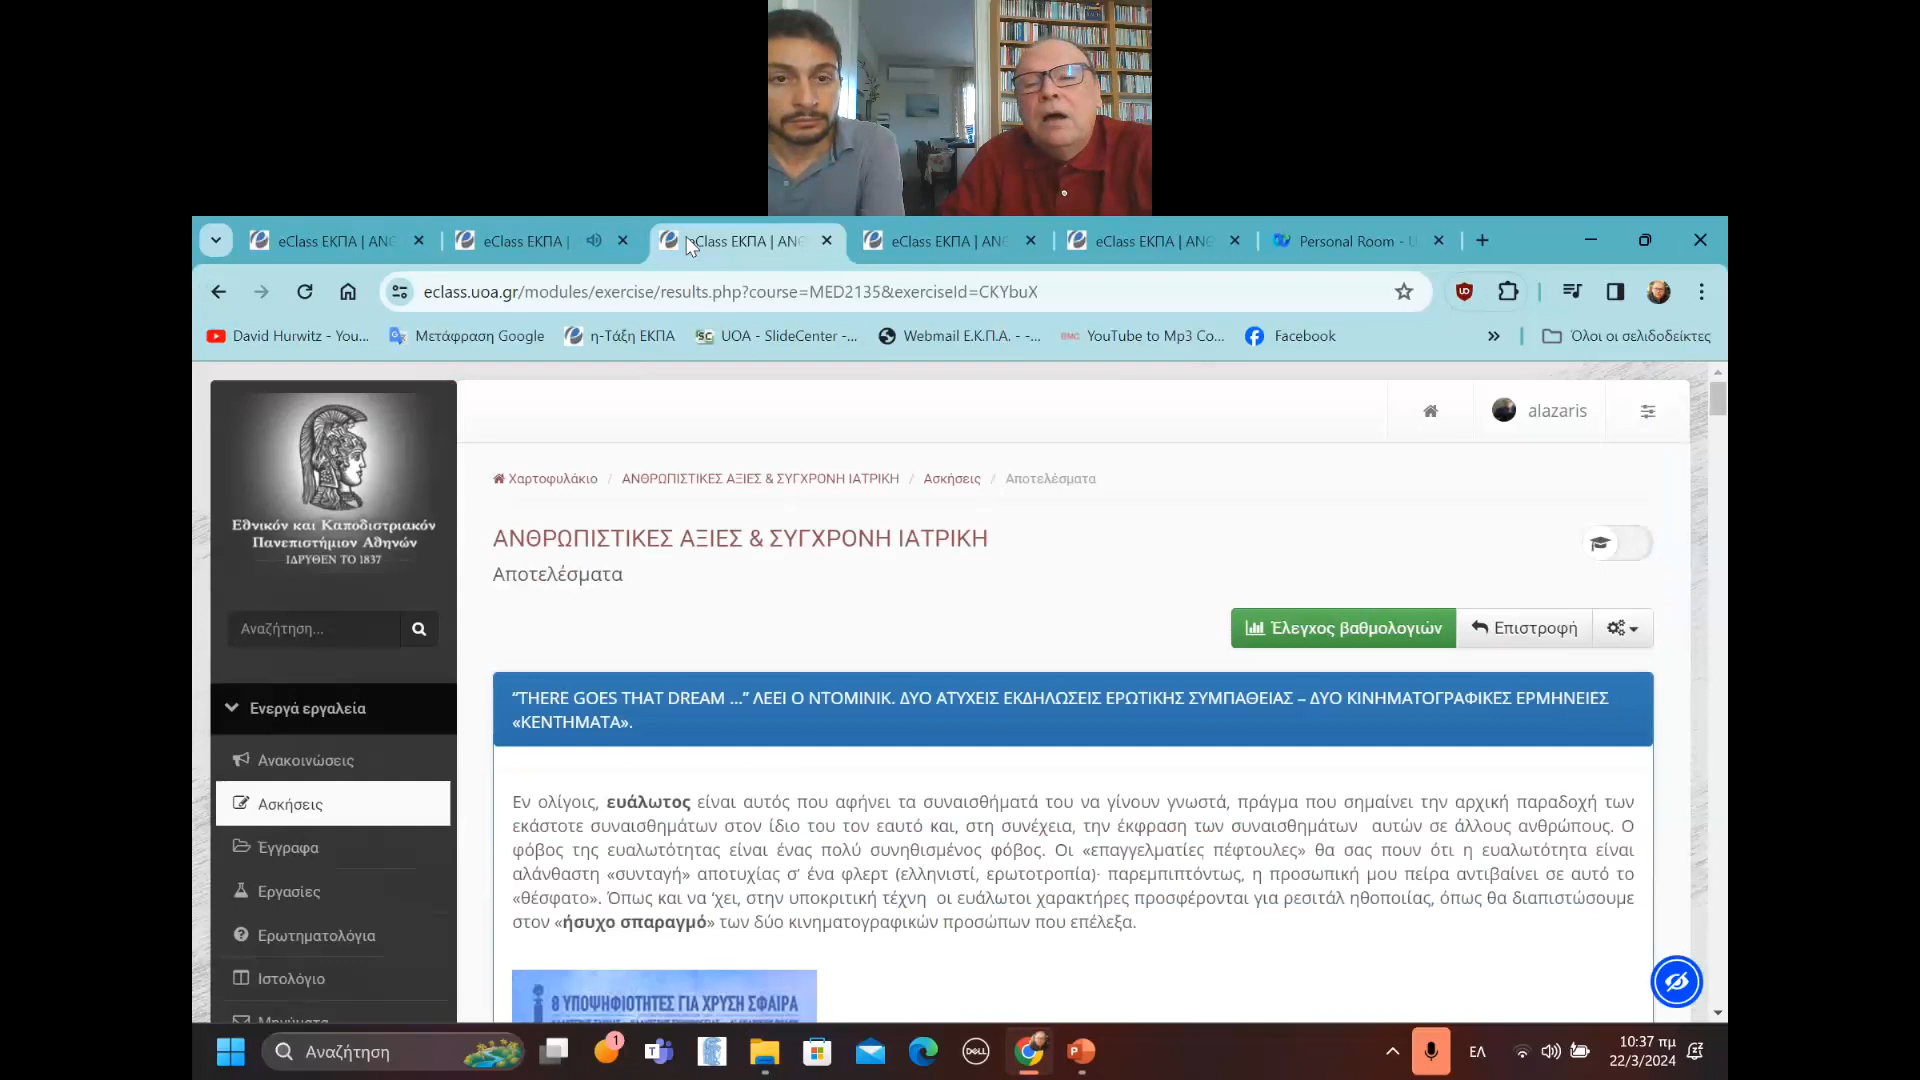 eClass ΕΚΠΑ | ΑΝΘ
eClass ΕΚΠΑ |
eClass ΕΚΠΑ | ΑΝΘ
eClass ΕΚΠΑ | ΑΝΘ
eClass ΕΚΠΑ | ΑΝΘ
Personal Room - U
eclass.uoa.gr/modules/exercise/results.php?course=MED2135&exerciseId=CKYbuX
David Hurwitz - You...
Μετάφραση Google
η-Τάξη ΕΚΠΑ
UOA - SlideCenter -...
Webmail Ε.Κ.Π.Α. - -...
YouTube to Mp3 Co...
Facebook
Όλοι οι σελιδοδείκτες
Εθνικόν και Καποδιστριακόν
Πανεπιστήμιον Αθηνών
ΙΔΡΥΘΕΝ ΤΟ 1837
Αναζήτηση...
Ενεργά εργαλεία
Ανακοινώσεις
Ασκήσεις
Έγγραφα
Εργασίες
Ερωτηματολόγια
Ιστολόγιο
Μηνύματα
alazaris
Χαρτοφυλάκιο / ΑΝΘΡΩΠΙΣΤΙΚΕΣ ΑΞΙΕΣ & ΣΥΓΧΡΟΝΗ ΙΑΤΡΙΚΗ / Ασκήσεις / Αποτελέσματα
ΑΝΘΡΩΠΙΣΤΙΚΕΣ ΑΞΙΕΣ & ΣΥΓΧΡΟΝΗ ΙΑΤΡΙΚΗ
Αποτελέσματα
Έλεγχος βαθμολογιών
Επιστροφή
“THERE GOES THAT DREAM ...” ΛΕΕΙ Ο ΝΤΟΜΙΝΙΚ. ΔΥΟ ΑΤΥΧΕΙΣ ΕΚΔΗΛΩΣΕΙΣ ΕΡΩΤΙΚΗΣ ΣΥΜΠΑΘΕΙΑΣ – ΔΥΟ ΚΙΝΗΜΑΤΟΓΡΑΦΙΚΕΣ ΕΡΜΗΝΕΙΕΣ
«ΚΕΝΤΗΜΑΤΑ».
Εν ολίγοις, ευάλωτος είναι αυτός που αφήνει τα συναισθήματά του να γίνουν γνωστά, πράγμα που σημαίνει την αρχική παραδοχή των
εκάστοτε συναισθημάτων στον ίδιο του τον εαυτό και, στη συνέχεια, την έκφραση των συναισθημάτων αυτών σε άλλους ανθρώπους. Ο
φόβος της ευαλωτότητας είναι ένας πολύ συνηθισμένος φόβος. Οι «επαγγελματίες πέφτουλες» θα σας πουν ότι η ευαλωτότητα είναι
αλάνθαστη «συνταγή» αποτυχίας σ’ ένα φλερτ (ελληνιστί, ερωτοτροπία)· παρεμπιπτόντως, η προσωπική μου πείρα αντιβαίνει σε αυτό το
«θέσφατο». Όπως και να ‘χει, στην υποκριτική τέχνη οι ευάλωτοι χαρακτήρες προσφέρονται για ρεσιτάλ ηθοποιίας, όπως θα διαπιστώσουμε
στον «ήσυχο σπαραγμό» των δύο κινηματογραφικών προσώπων που επέλεξα.
8 ΥΠΟΨΗΦΙΟΤΗΤΕΣ ΓΙΑ ΧΡΥΣΗ ΣΦΑΙΡΑ
Αναζήτηση
1
DELL
ΕΛ
10:37 πμ
22/3/2024